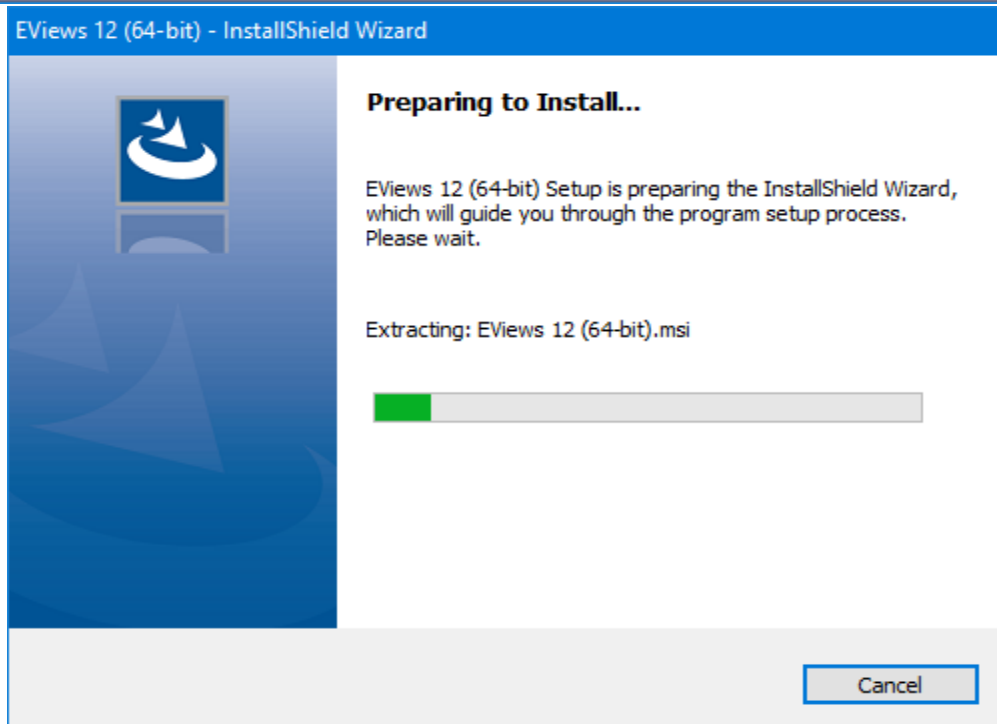 EViews 12 (64-bit) - InstallShield Wizard
Preparing to Install...
EViews 12 (64-bit) Setup is preparing the InstallShield Wizard,
which will guide you through the program setup process.
Please wait.
Extracting: EViews 12 (64-bit).msi
Cancel